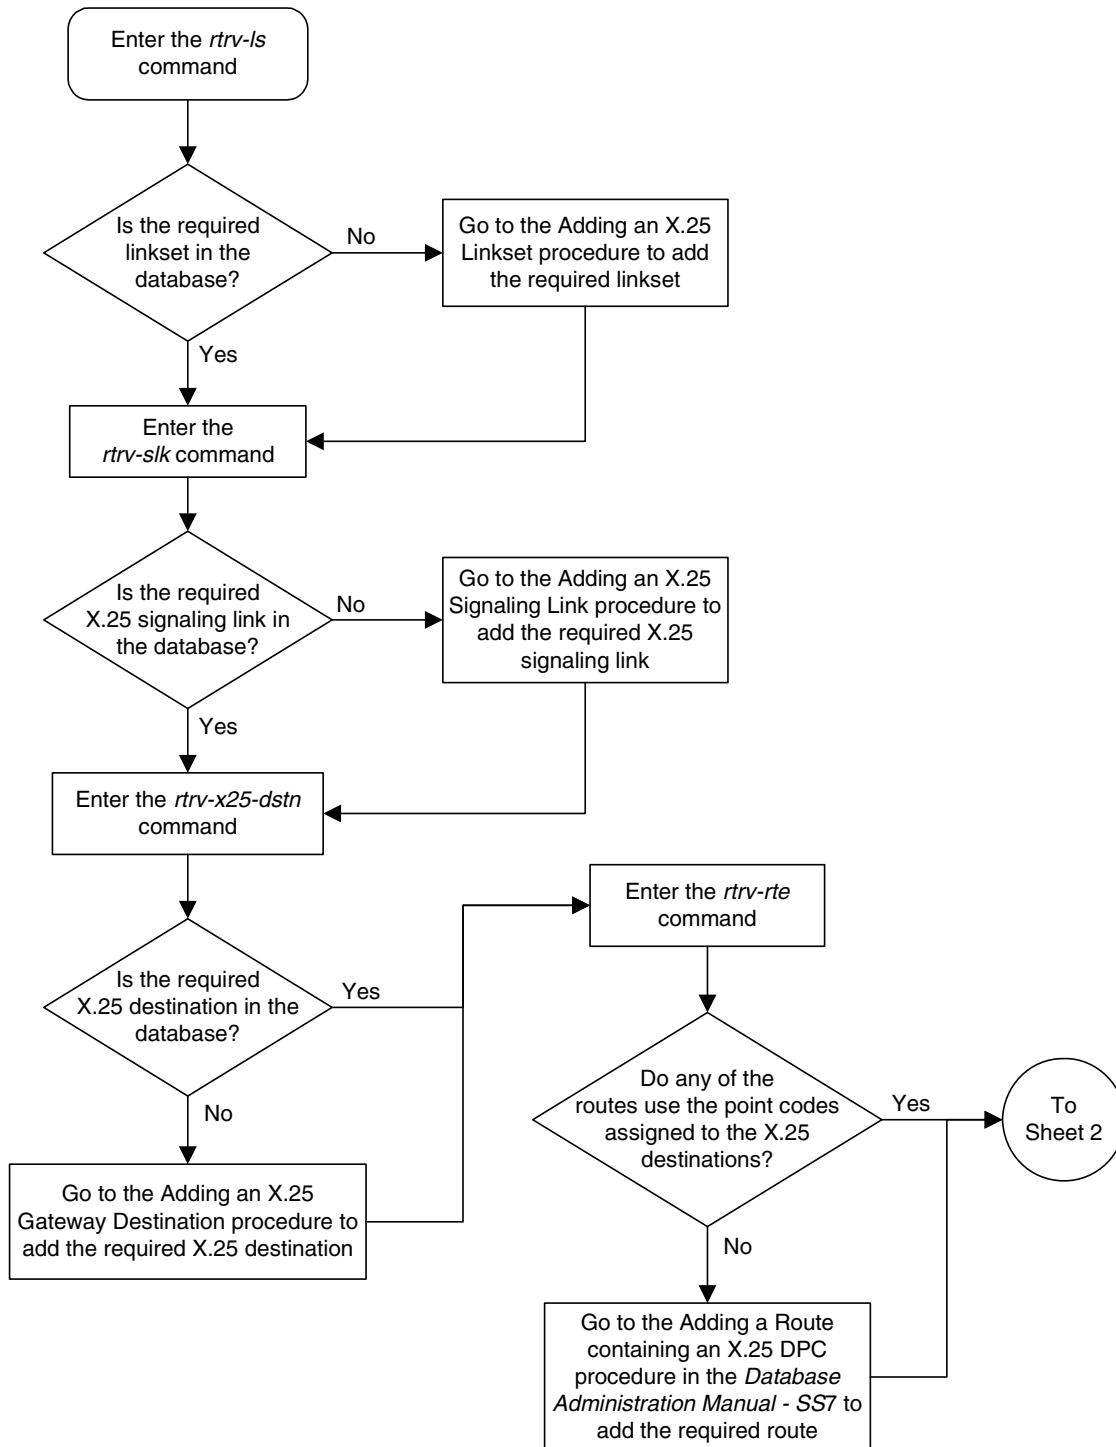 Enter the rtrv-ls
command
Is the required
linkset in the
database?
No
Go to the Adding an X.25
Linkset procedure to add
the required linkset
Yes
Enter the
rtrv-slk command
Is the required
X.25 signaling link in
the database?
No
Go to the Adding an X.25
Signaling Link procedure to
add the required X.25
signaling link
Yes
Enter the rtrv-x25-dstn
command
Is the required
X.25 destination in the
database?
Yes
No
Go to the Adding an X.25
Gateway Destination procedure to
add the required X.25 destination
Enter the rtrv-rte
command
Do any of the
routes use the point codes
assigned to the X.25
destinations?
Yes
To
Sheet 2
No
Go to the Adding a Route
containing an X.25 DPC
procedure in the Database
Administration Manual - SS7 to
add the required route